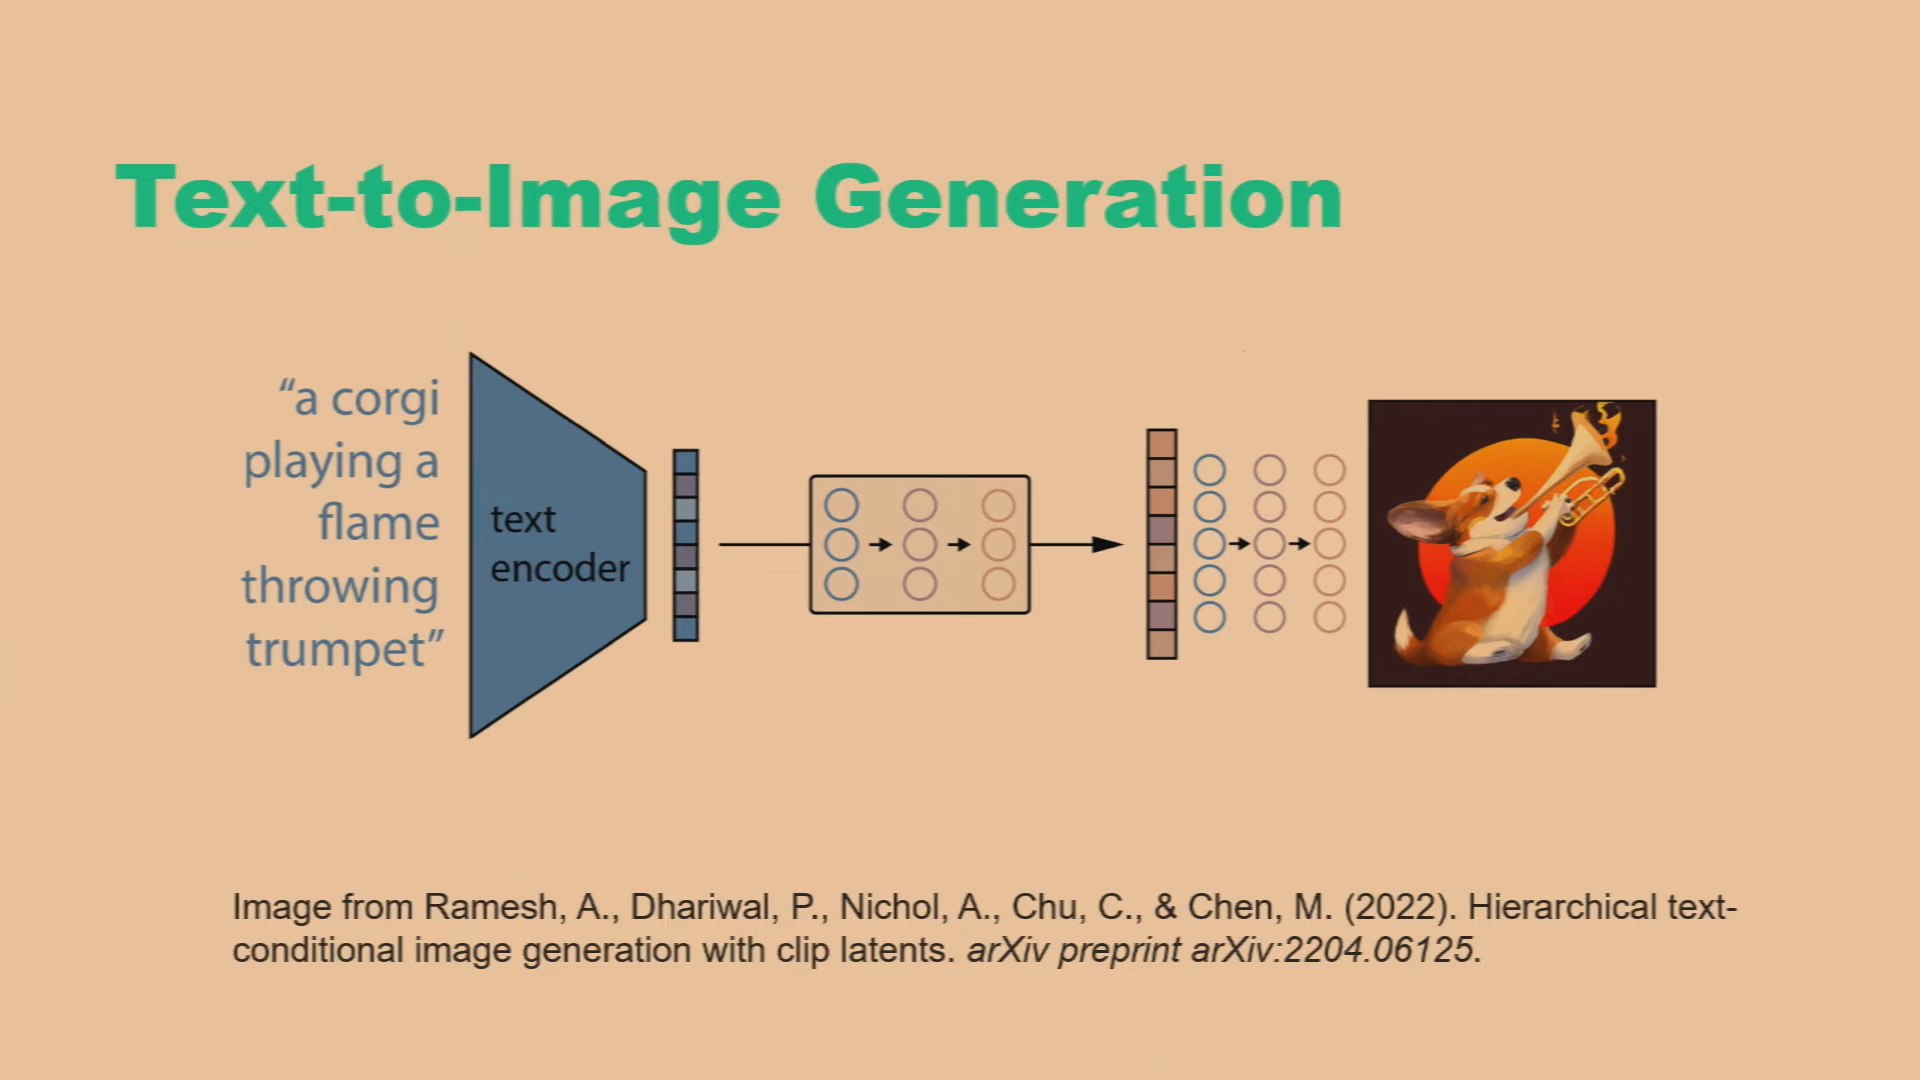 Text-to-Image Generation
“a corgi
playing a
flame
throwing
trumpet”
text
encoder
Image from Ramesh, A., Dhariwal, P., Nichol, A., Chu, C., & Chen, M. (2022). Hierarchical text-
conditional image generation with clip latents. arXiv preprint arXiv:2204.06125.